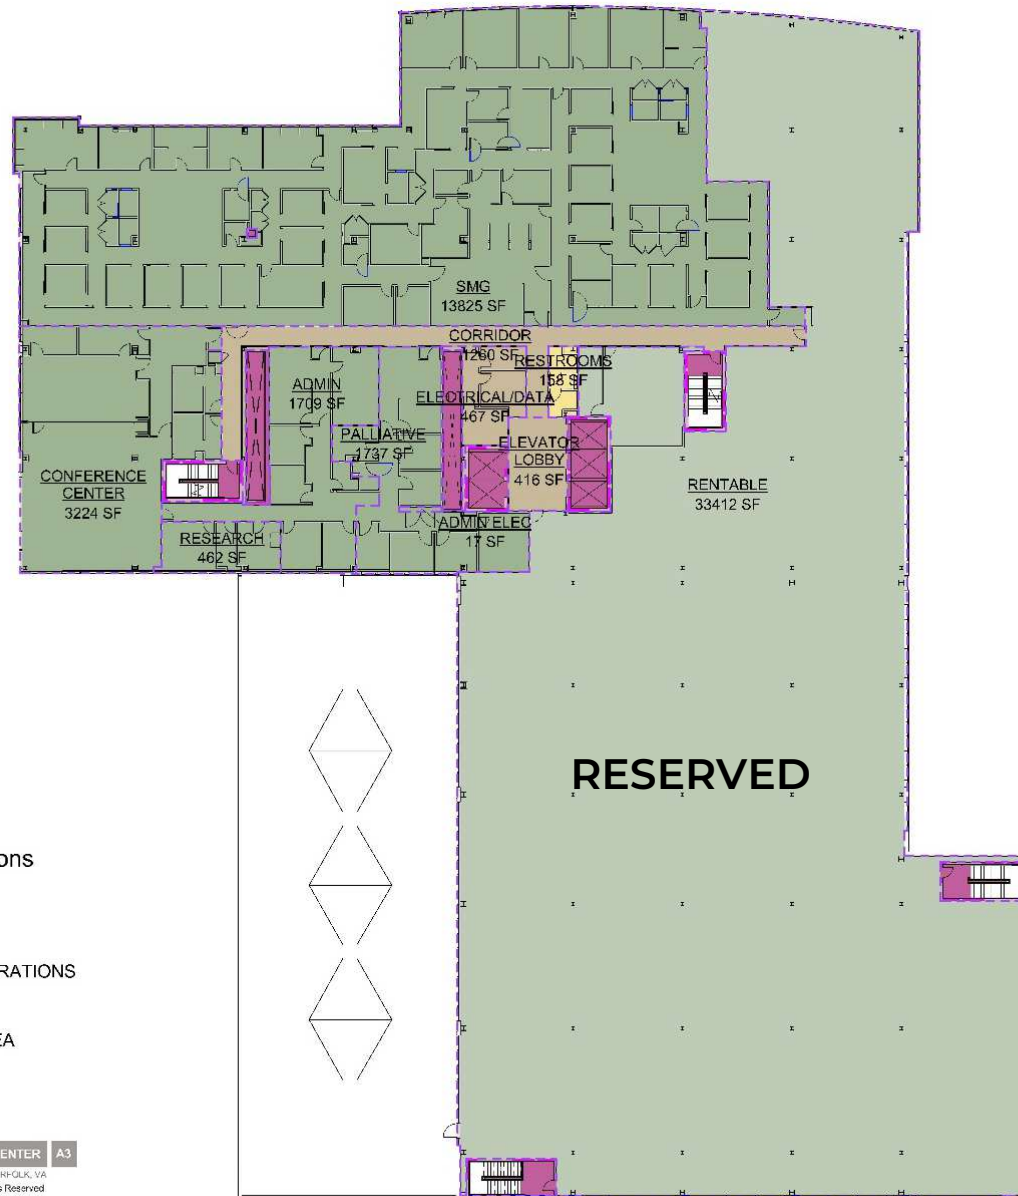 SMG
13825 SF
CORRIDOR
1260 SF
RESTROOMS
158 SF
ADMIN
1709 SF
ELECTRICAL/DATA
467 SF
PALLIATIVE
1737 SF
ELEVATOR
LOBBY
416 SF
CONFERENCE
CENTER
3224 SF
RENTABLE
33412 SF
ADMIN ELEC
17 SF
RESEARCH
462 SF
RESERVED
ons
RATIONS
EA
ENTER A3
RFOLK, VA
s Reserved